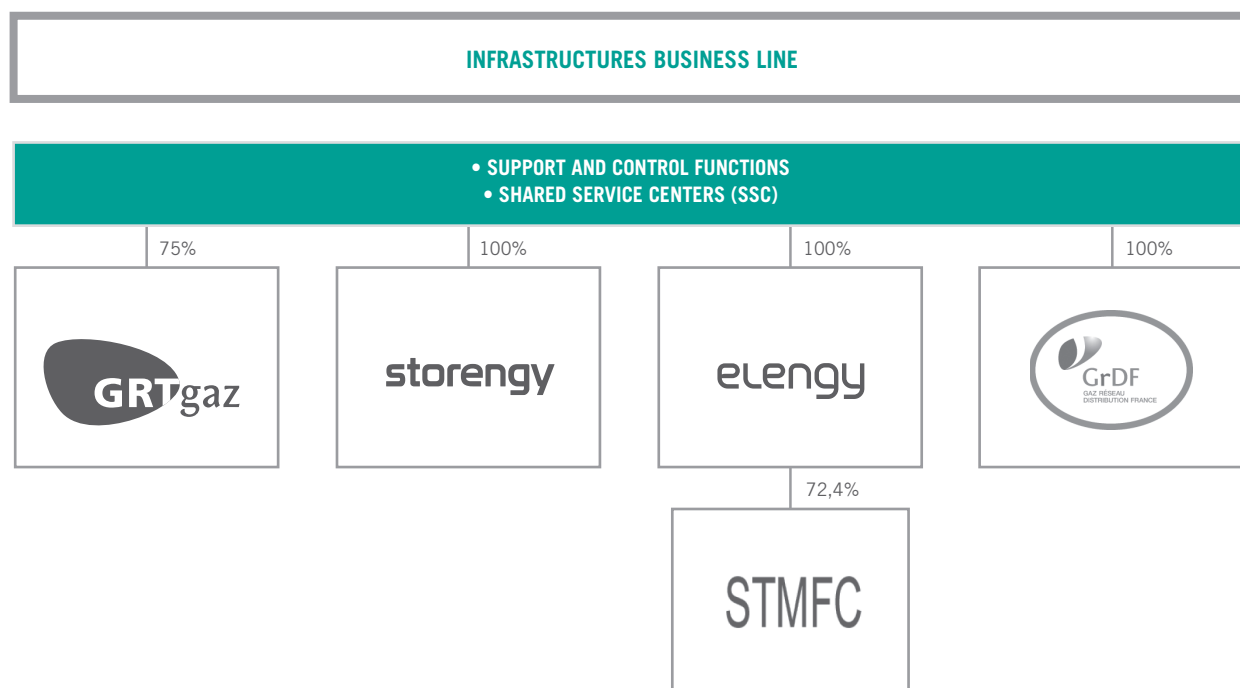 INFRASTRUCTURES BUSINESS LINE
• SUPPORT AND CONTROL FUNCTIONS
• SHARED SERVICE CENTERS (SSC)
75%
100%
100%
100%
GRTgaz
storengy
elengy
GrDF
GAZ RÉSEAU
DISTRIBUTION FRANCE
72,4%
STMFC